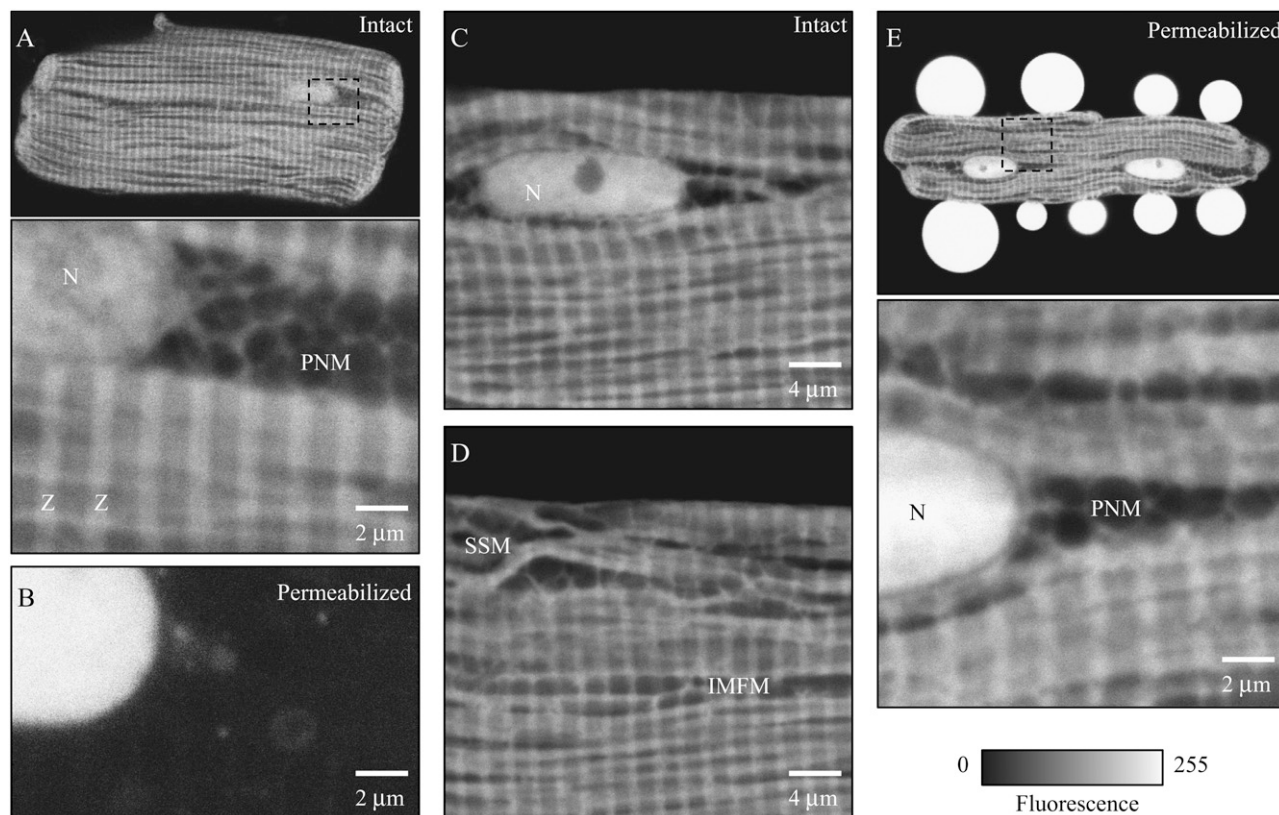 A
Intact
N
PNM
Z Z
2 μm
B
Permeabilized
2 μm
C
Intact
N
4 μm
D
SSM
IMFM
4 μm
E
Permeabilized
N
PNM
2 μm
0 255
Fluorescence